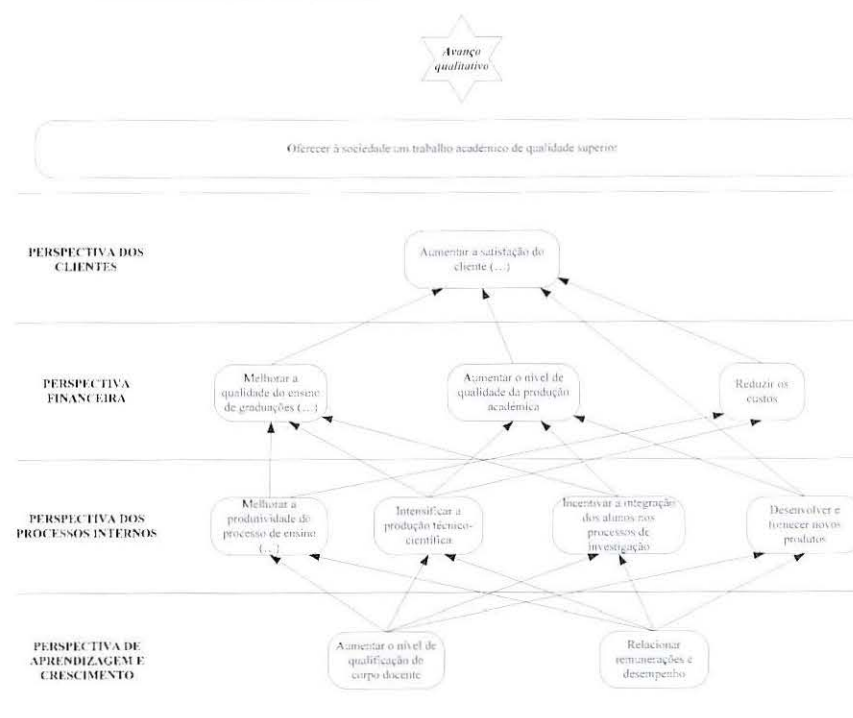 Avanço
qualitativo
Oferecer à sociedade um trabalho académico de qualidade superior
PERSPECTIVA DOS
CLIENTES
Aumentar a satisfação do
cliente (…)
PERSPECTIVA
FINANCEIRA
Melhorar a
qualidade do ensino
de graduações (…)
Aumentar o nível de
qualidade da produção
académica
Reduzir os
custos
PERSPECTIVA DOS
PROCESSOS INTERNOS
Melhorar a
produtividade do
processo de ensino
(…)
Intensificar a
produção técnico-
científica
Incentivar a integração
dos alunos nos
processos de
investigação
Desenvolver e
fornecer novos
produtos
PERSPECTIVA DE
APRENDIZAGEM E
CRESCIMENTO
Aumentar o nível de
qualificação do
corpo docente
Relacionar
remunerações e
desempenho